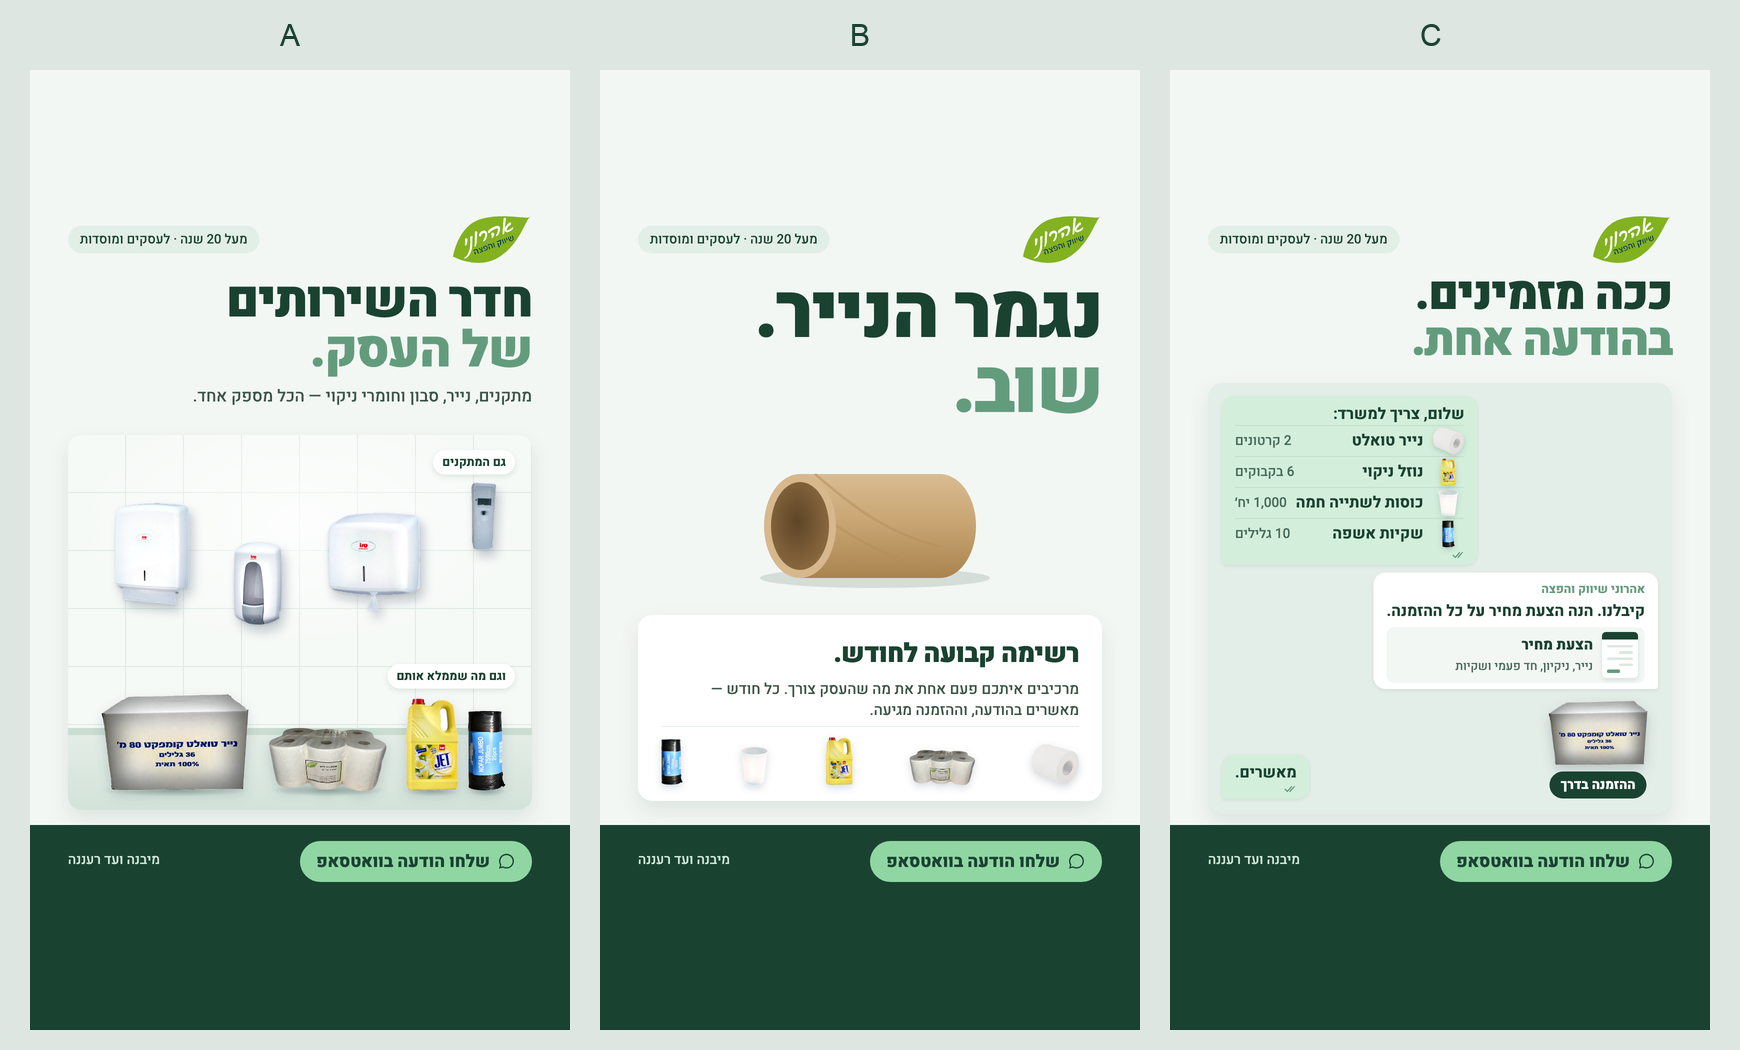 A
אהרוני
שיווק והפצה
מעל 20 שנה · לעסקים ומוסדות
חדר השירותים
של העסק.
מתקנים, נייר, סבון וחומרי ניקוי — הכל מספק אחד.
גם המתקנים
וגם מה שממלא אותם
נייר טואלט קומפקט 80 מ'
36 גלילים
100% תאית
JET
שלחו הודעה בוואטסאפ
מיבנה ועד רעננה
B
אהרוני
שיווק והפצה
מעל 20 שנה · לעסקים ומוסדות
נגמר הנייר.
שוב.
רשימה קבועה לחודש.
מרכיבים איתכם פעם אחת את מה שהעסק צורך. כל חודש —
מאשרים בהודעה, וההזמנה מגיעה.
שלחו הודעה בוואטסאפ
מיבנה ועד רעננה
C
אהרוני
שיווק והפצה
מעל 20 שנה · לעסקים ומוסדות
ככה מזמינים.
בהודעה אחת.
שלום, צריך למשרד:
נייר טואלט 2 קרטונים
נוזל ניקוי 6 בקבוקים
כוסות לשתייה חמה 1,000 יח'
שקיות אשפה 10 גלילים
אהרוני שיווק והפצה
קיבלנו. הנה הצעת מחיר על כל ההזמנה.
הצעת מחיר
נייר, ניקיון, חד פעמי ושקיות
נייר טואלט קומפקט 80 מ'
36 גלילים
100% תאית
ההזמנה בדרך
מאשרים.
שלחו הודעה בוואטסאפ
מיבנה ועד רעננה